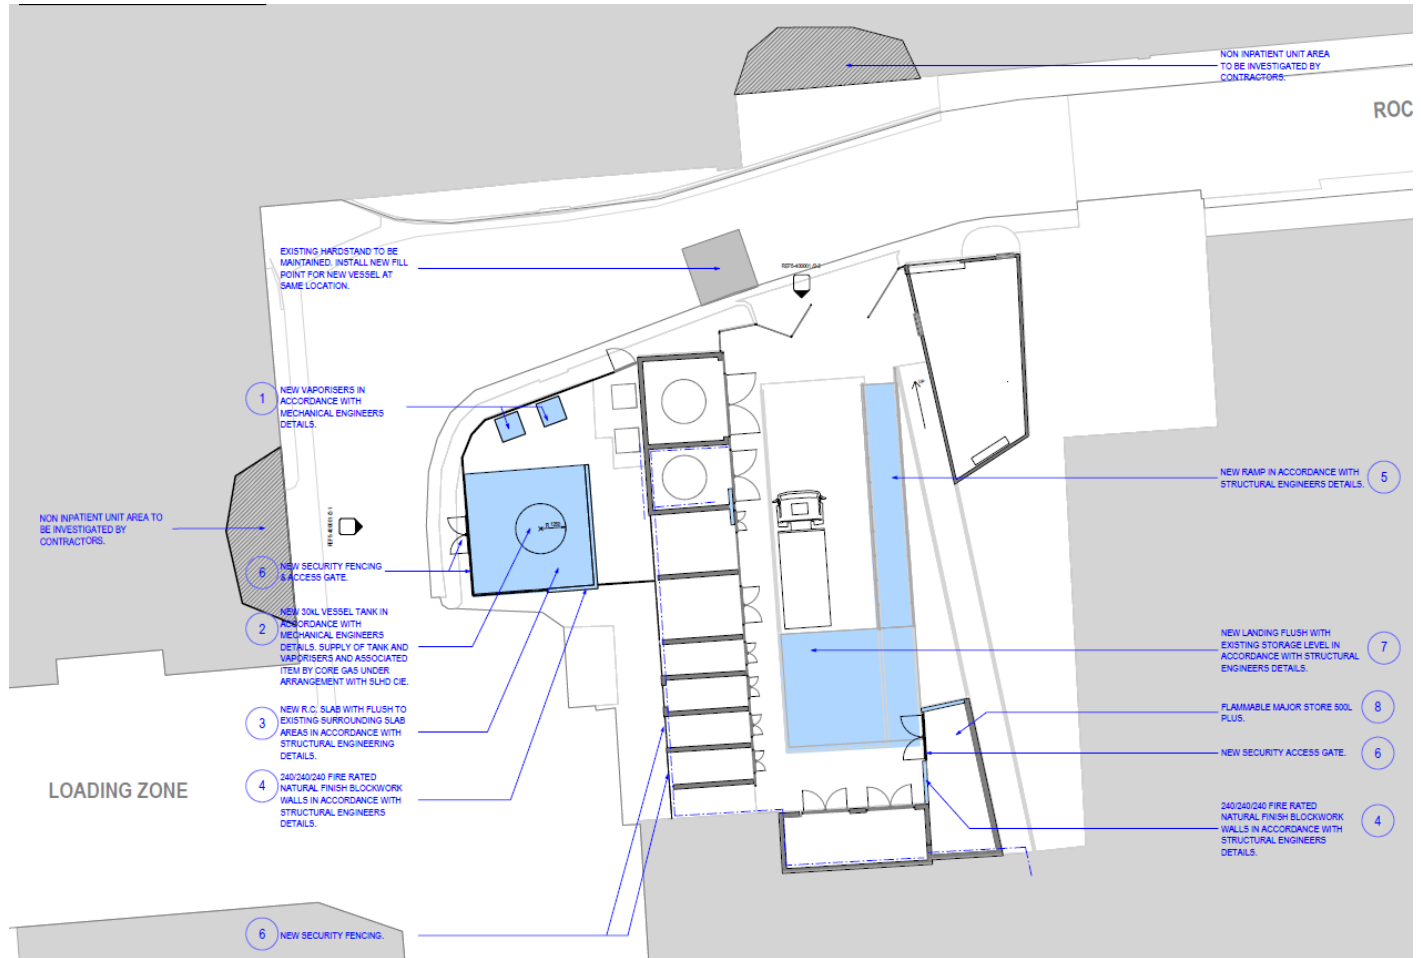 NON INPATIENT UNIT AREA
TO BE INVESTIGATED BY
CONTRACTORS.
ROC
EXISTING HARDSTAND TO BE
MAINTAINED. INSTALL NEW FILL
POINT FOR NEW VESSEL AT
SAME LOCATION.
1
NEW VAPORISERS IN
ACCORDANCE WITH
MECHANICAL ENGINEERS
DETAILS.
NEW RAMP IN ACCORDANCE WITH
STRUCTURAL ENGINEERS DETAILS.
5
NON INPATIENT UNIT AREA TO
BE INVESTIGATED BY
CONTRACTORS.
6
NEW SECURITY FENCING
& ACCESS GATE.
2
NEW 30kL VESSEL TANK IN
ACCORDANCE WITH
MECHANICAL ENGINEERS
DETAILS. SUPPLY OF TANK AND
VAPORISERS AND ASSOCIATED
ITEM BY CORE GAS UNDER
ARRANGEMENT WITH SLHD CIE.
NEW LANDING FLUSH WITH
EXISTING STORAGE LEVEL IN
ACCORDANCE WITH STRUCTURAL
ENGINEERS DETAILS.
7
3
NEW R.C. SLAB WITH FLUSH TO
EXISTING SURROUNDING SLAB
AREAS IN ACCORDANCE WITH
STRUCTURAL ENGINEERING
DETAILS.
FLAMMABLE MAJOR STORE 500L
PLUS.
8
NEW SECURITY ACCESS GATE.
6
4
240/240/240 FIRE RATED
NATURAL FINISH BLOCKWORK
WALLS IN ACCORDANCE WITH
STRUCTURAL ENGINEERS
DETAILS.
LOADING ZONE
240/240/240 FIRE RATED
NATURAL FINISH BLOCKWORK
WALLS IN ACCORDANCE WITH
STRUCTURAL ENGINEERS
DETAILS.
4
6
NEW SECURITY FENCING.